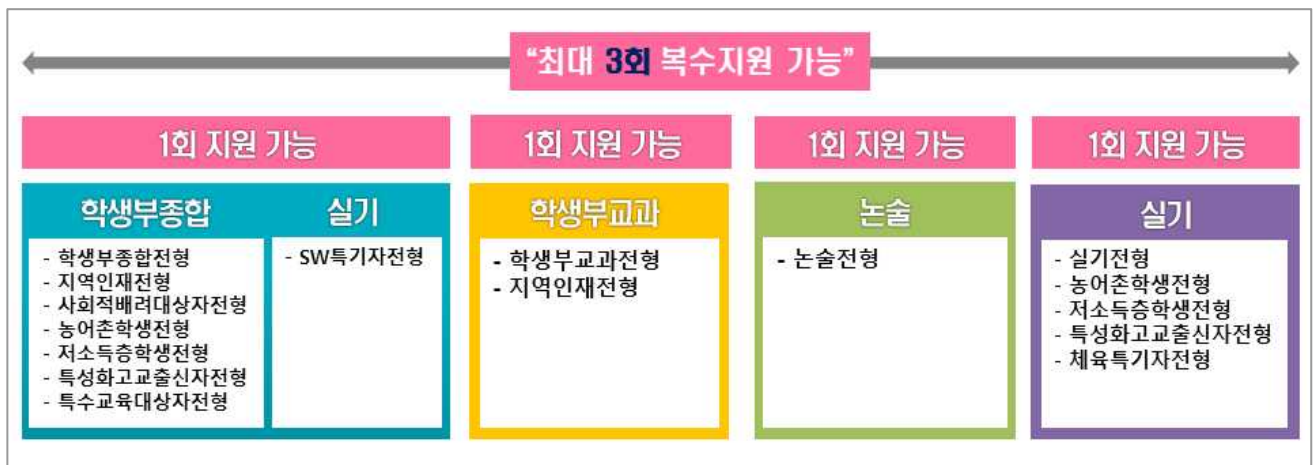 “최대 3회 복수지원 가능”
1회 지원 가능
학생부종합
- 학생부종합전형
- 지역인재전형
- 사회적배려대상자전형
- 농어촌학생전형
- 저소득층학생전형
- 특성화고교출신자전형
- 특수교육대상자전형
실기
- SW특기자전형
1회 지원 가능
학생부교과
- 학생부교과전형
- 지역인재전형
1회 지원 가능
논술
- 논술전형
1회 지원 가능
실기
- 실기전형
- 농어촌학생전형
- 저소득층학생전형
- 특성화고교출신자전형
- 체육특기자전형